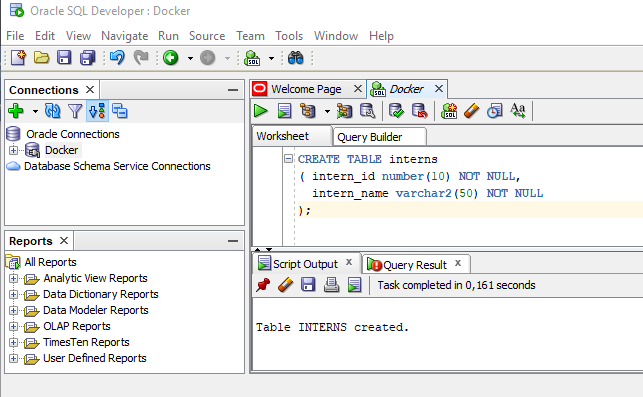 Oracle SQL Developer : Docker
File Edit View Navigate Run Source Team Tools Window Help
SQL
Connections
Oracle Connections
Docker
Database Schema Service Connections
Reports
All Reports
Analytic View Reports
Data Dictionary Reports
Data Modeler Reports
OLAP Reports
TimesTen Reports
User Defined Reports
Welcome Page Docker
SQL Aa
Worksheet Query Builder
CREATE TABLE interns
( intern_id number(10) NOT NULL,
intern_name varchar2(50) NOT NULL
);
Script Output Query Result
Task completed in 0,161 seconds
Table INTERNS created.